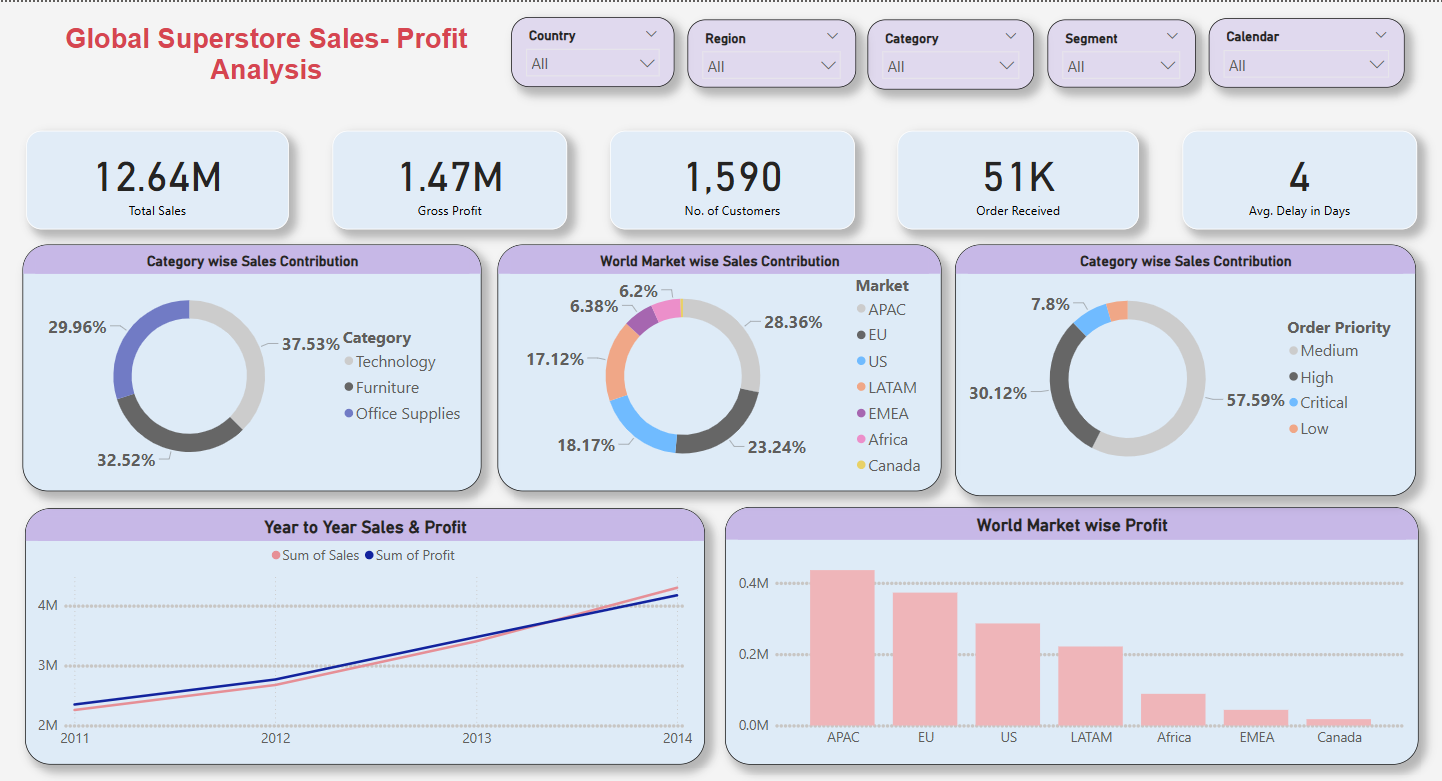 Global Superstore Sales- Profit
Analysis
Country
All
Region
All
Category
All
Segment
All
Calendar
All
12.64M
Total Sales
1.47M
Gross Profit
1,590
No. of Customers
51K
Order Received
4
Avg. Delay in Days
Category wise Sales Contribution
29.96%
37.53%
32.52%
Category
Technology
Furniture
Office Supplies
World Market wise Sales Contribution
6.2%
6.38%
28.36%
17.12%
18.17%
23.24%
Market
APAC
EU
US
LATAM
EMEA
Africa
Canada
Category wise Sales Contribution
7.8%
30.12%
57.59%
Order Priority
Medium
High
Critical
Low
Year to Year Sales & Profit
Sum of Sales
Sum of Profit
4M
3M
2M
2011
2012
2013
2014
World Market wise Profit
0.4M
0.2M
0.0M
APAC
EU
US
LATAM
Africa
EMEA
Canada